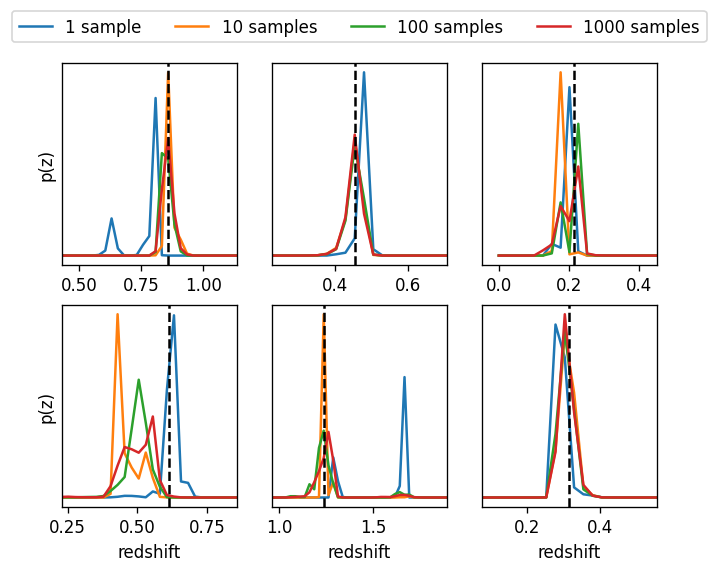 1 sample 10 samples 100 samples 1000 samples
p(z)
0.50 0.75 1.00
0.4 0.6
0.0 0.2 0.4
p(z)
0.25 0.50 0.75
1.0 1.5
0.2 0.4
redshift redshift redshift